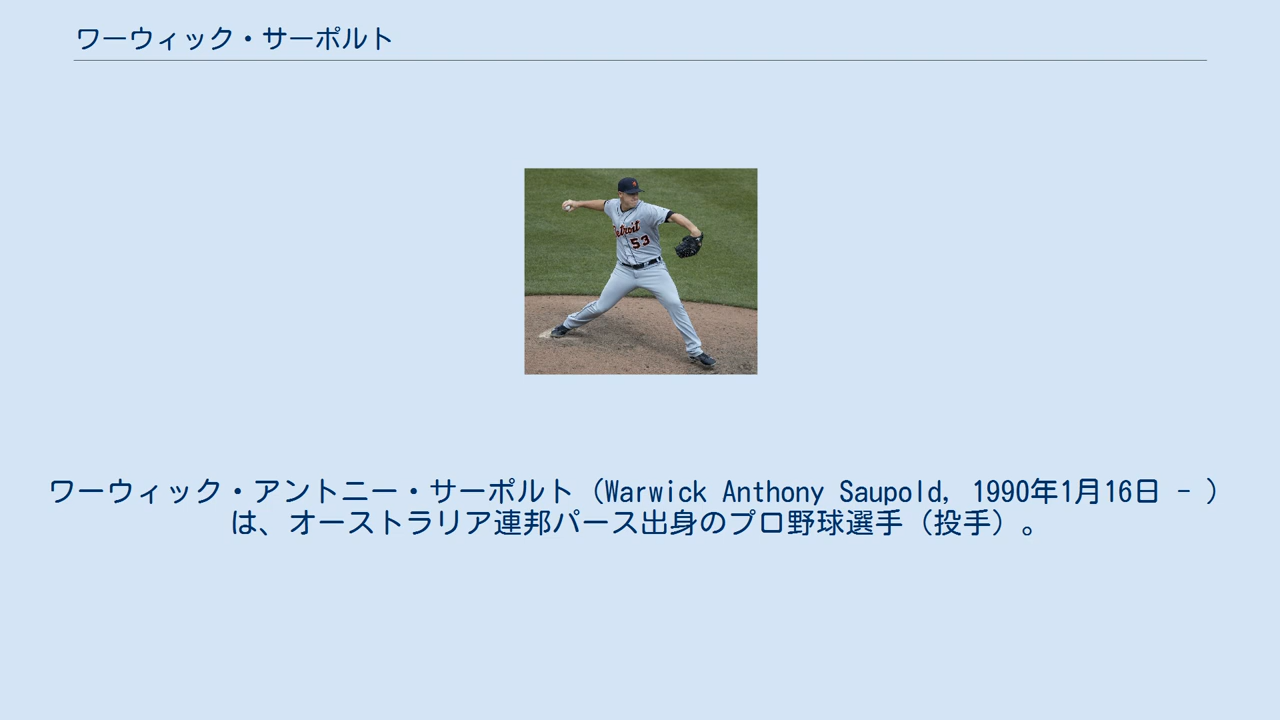 ワーウィック・サーポルト
Detroit
53
ワーウィック・アントニー・サーポルト（Warwick Anthony Saupold, 1990年1月16日 - ）
は、オーストラリア連邦パース出身のプロ野球選手（投手）。